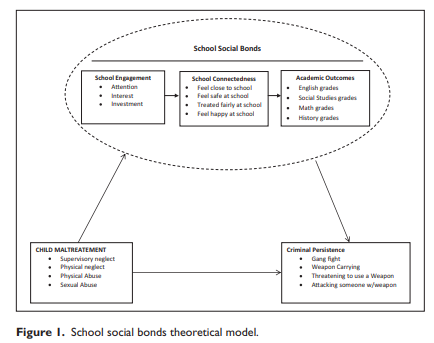 School Social Bonds
School Engagement
• Attention
• Interest
• Investment
School Connectedness
• Feel close to school
• Feel safe at school
• Treated fairly at school
• Feel happy at school
Academic Outcomes
• English grades
• Social Studies grades
• Math grades
• History grades
CHILD MALTREATMENT
• Supervisory neglect
• Physical neglect
• Physical Abuse
• Sexual Abuse
Criminal Persistence
• Gang fight
• Weapon Carrying
• Threatening to use a Weapon
• Attacking someone w/weapon
Figure 1. School social bonds theoretical model.